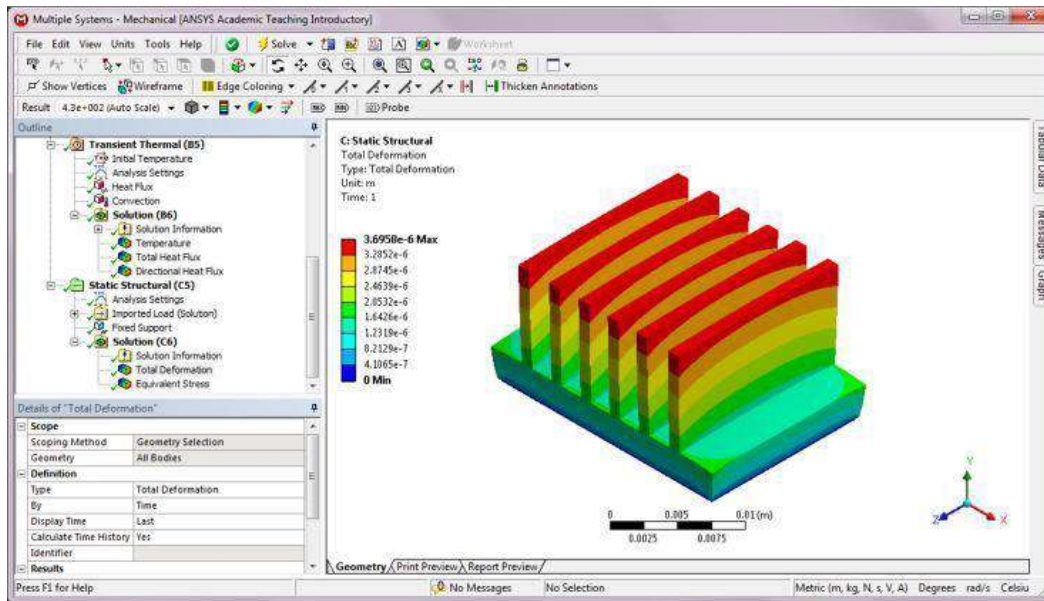 Multiple Systems - Mechanical [ANSYS Academic Teaching Introductory]
File Edit View Units Tools Help Solve Worksheet
Show Vertices Wireframe Edge Coloring Thicken Annotations
Result 4.3e+002 (Auto Scale) Probe
Outline
Transient Thermal (B5)
Initial Temperature
Analysis Settings
Heat Flux
Convection
Solution (B6)
Solution Information
Temperature
Total Heat Flux
Directional Heat Flux
Static Structural (C5)
Analysis Settings
Imported Load (Solution)
Fixed Support
Solution (C6)
Solution Information
Total Deformation
Equivalent Stress
Details of "Total Deformation"
Scope
Scoping Method Geometry Selection
Geometry All Bodies
Definition
Type Total Deformation
By Time
Display Time Last
Calculate Time History Yes
Identifier
Results
C: Static Structural
Total Deformation
Type: Total Deformation
Unit: m
Time: 1
3.6958e-6 Max
3.2852e-6
2.8745e-6
2.4639e-6
2.0532e-6
1.6426e-6
1.2319e-6
8.2129e-7
4.1065e-7
0 Min
0 0.005 0.01 (m)
0.0025 0.0075
Y
Z X
Tabular Data
Messages
Graph
Geometry Print Preview Report Preview
Press F1 for Help No Messages No Selection Metric (m, kg, N, s, V, A) Degrees rad/s Celsiu